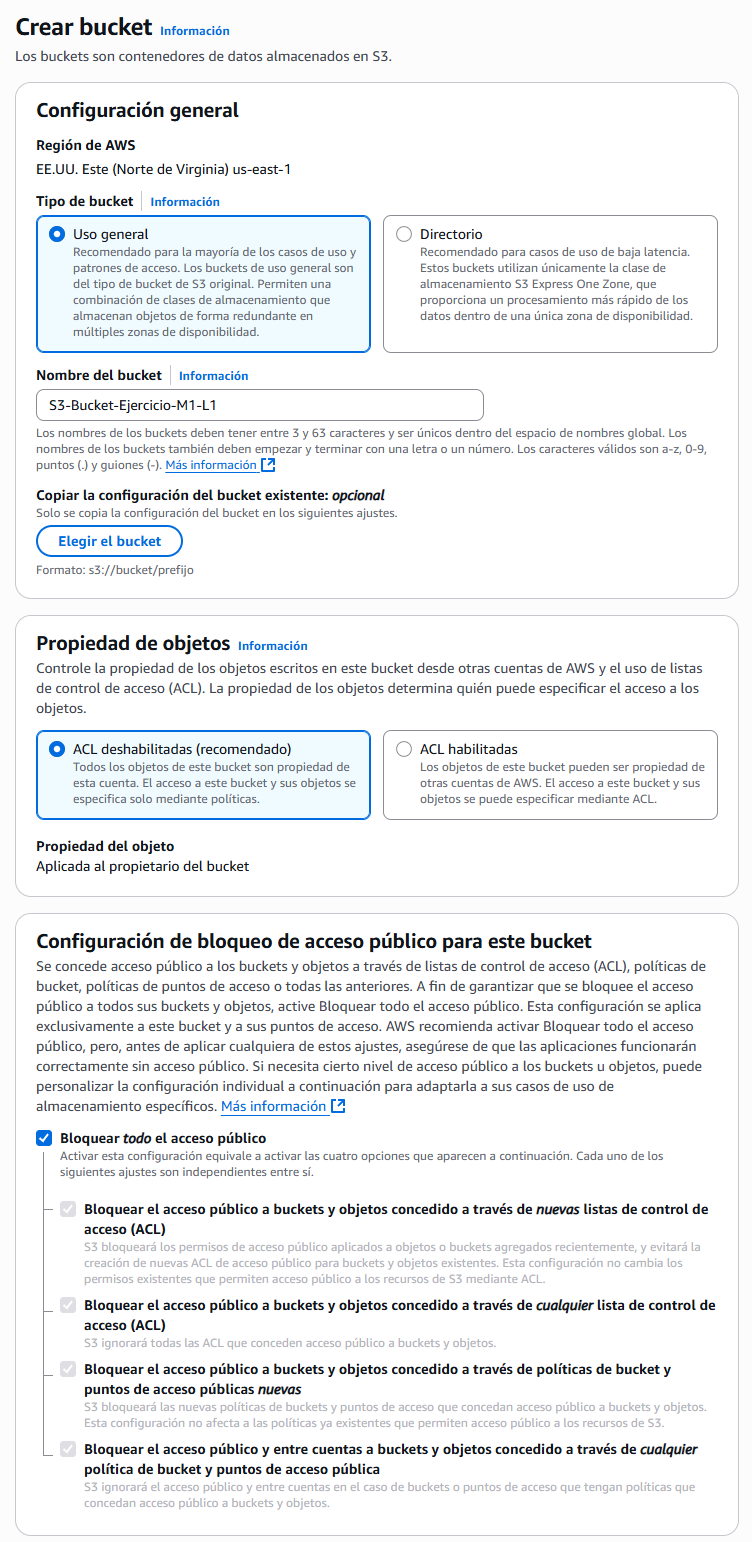 Crear bucket Información
Los buckets son contenedores de datos almacenados en S3.
Configuración general
Región de AWS
EE.UU. Este (Norte de Virginia) us-east-1
Tipo de bucket Información
Uso general
Recomendado para la mayoría de los casos de uso y
patrones de acceso. Los buckets de uso general son
del tipo de bucket de S3 original. Permiten una
combinación de clases de almacenamiento que
almacenan objetos de forma redundante en
múltiples zonas de disponibilidad.
Directorio
Recomendado para casos de uso de baja latencia.
Estos buckets utilizan únicamente la clase de
almacenamiento S3 Express One Zone, que
proporciona un procesamiento más rápido de los
datos dentro de una única zona de disponibilidad.
Nombre del bucket Información
S3-Bucket-Ejercicio-M1-L1
Los nombres de los buckets deben tener entre 3 y 63 caracteres y ser únicos dentro del espacio de nombres global. Los
nombres de los buckets también deben empezar y terminar con una letra o un número. Los caracteres válidos son a-z, 0-9,
puntos (.) y guiones (-). Más información
Copiar la configuración del bucket existente: opcional
Solo se copia la configuración del bucket en los siguientes ajustes.
Elegir el bucket
Formato: s3://bucket/prefijo
Propiedad de objetos Información
Controle la propiedad de los objetos escritos en este bucket desde otras cuentas de AWS y el uso de listas
de control de acceso (ACL). La propiedad de los objetos determina quién puede especificar el acceso a los
objetos.
ACL deshabilitadas (recomendado)
Todos los objetos de este bucket son propiedad de
esta cuenta. El acceso a este bucket y sus objetos se
especifica solo mediante políticas.
ACL habilitadas
Los objetos de este bucket pueden ser propiedad de
otras cuentas de AWS. El acceso a este bucket y sus
objetos se puede especificar mediante ACL.
Propiedad del objeto
Aplicada al propietario del bucket
Configuración de bloqueo de acceso público para este bucket
Se concede acceso público a los buckets y objetos a través de listas de control de acceso (ACL), políticas de
bucket, políticas de puntos de acceso o todas las anteriores. A fin de garantizar que se bloquee el acceso
público a todos sus buckets y objetos, active Bloquear todo el acceso público. Esta configuración se aplica
exclusivamente a este bucket y a sus puntos de acceso. AWS recomienda activar Bloquear todo el acceso
público, pero, antes de aplicar cualquiera de estos ajustes, asegúrese de que las aplicaciones funcionarán
correctamente sin acceso público. Si necesita cierto nivel de acceso público a los buckets u objetos, puede
personalizar la configuración individual a continuación para adaptarla a sus casos de uso de
almacenamiento específicos. Más información
Bloquear todo el acceso público
Activar esta configuración equivale a activar las cuatro opciones que aparecen a continuación. Cada uno de los
siguientes ajustes son independientes entre sí.
Bloquear el acceso público a buckets y objetos concedido a través de nuevas listas de control de
acceso (ACL)
S3 bloqueará los permisos de acceso público aplicados a objetos o buckets agregados recientemente, y evitará la
creación de nuevas ACL de acceso público para buckets y objetos existentes. Esta configuración no cambia los
permisos existentes que permiten acceso público a los recursos de S3 mediante ACL.
Bloquear el acceso público a buckets y objetos concedido a través de cualquier lista de control de
acceso (ACL)
S3 ignorará todas las ACL que conceden acceso público a buckets y objetos.
Bloquear el acceso público a buckets y objetos concedido a través de políticas de bucket y
puntos de acceso públicas nuevas
S3 bloqueará las nuevas políticas de buckets y puntos de acceso que concedan acceso público a buckets y objetos.
Esta configuración no afecta a las políticas ya existentes que permiten acceso público a los recursos de S3.
Bloquear el acceso público y entre cuentas a buckets y objetos concedido a través de cualquier
política de bucket y puntos de acceso pública
S3 ignorará el acceso público y entre cuentas en el caso de buckets o puntos de acceso que tengan políticas que
concedan acceso público a buckets y objetos.